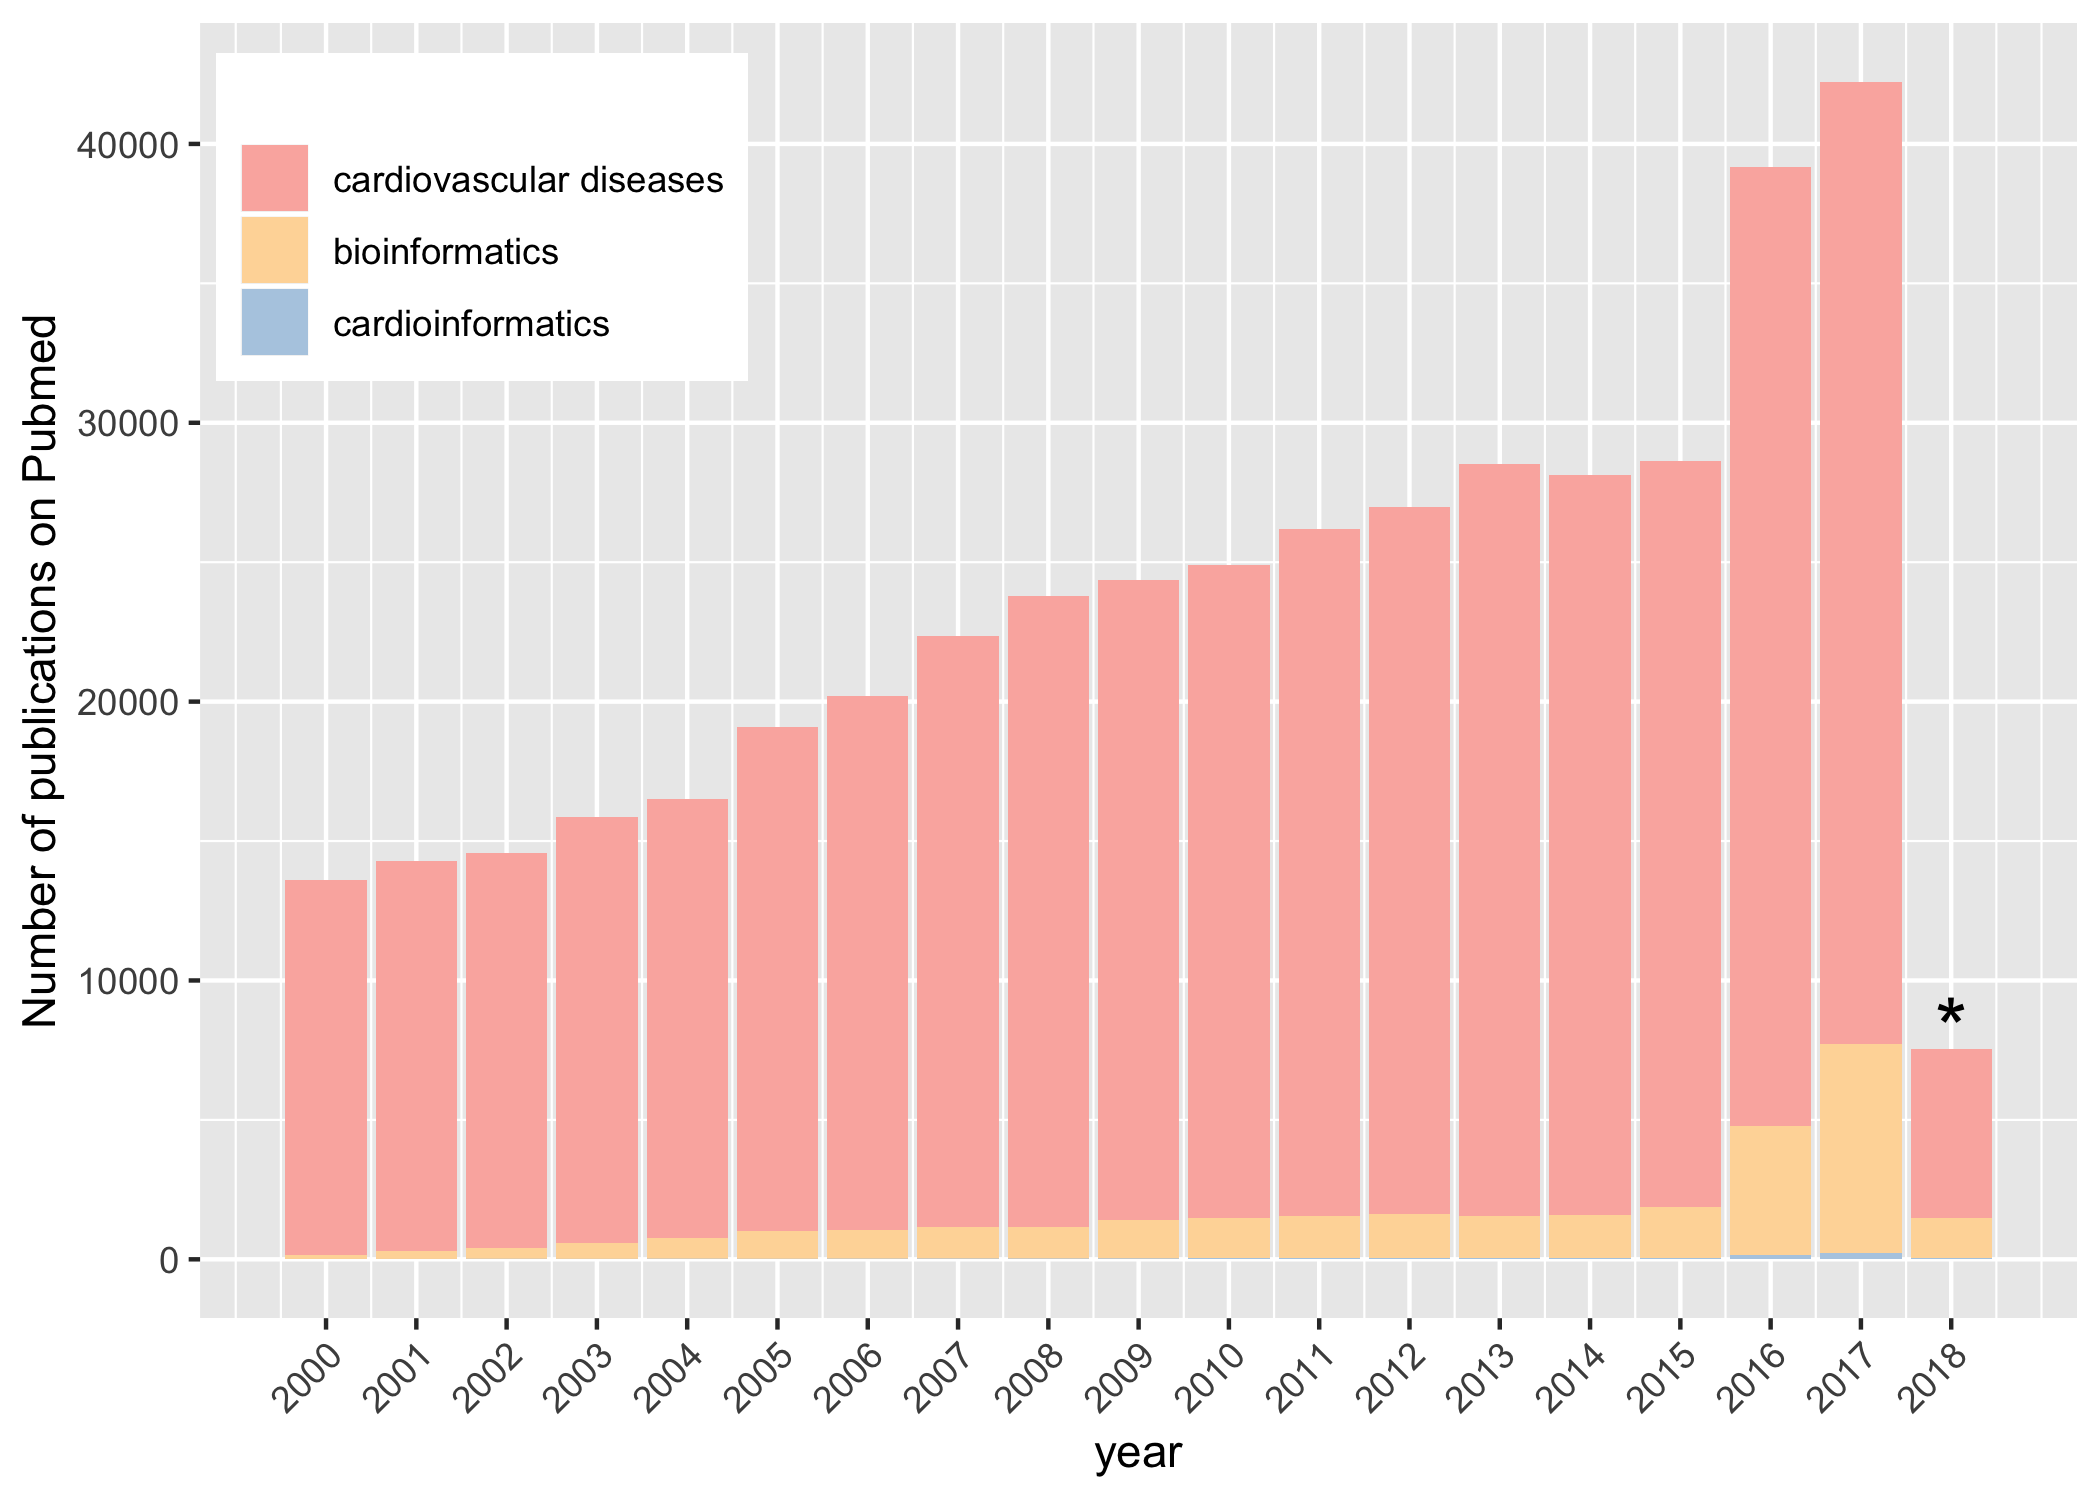 cardiovascular diseases
bioinformatics
cardioinformatics
Number of publications on Pubmed
40000
30000
20000
10000
0
*
2000 2001 2002 2003 2004 2005 2006 2007 2008 2009 2010 2011 2012 2013 2014 2015 2016 2017 2018
year